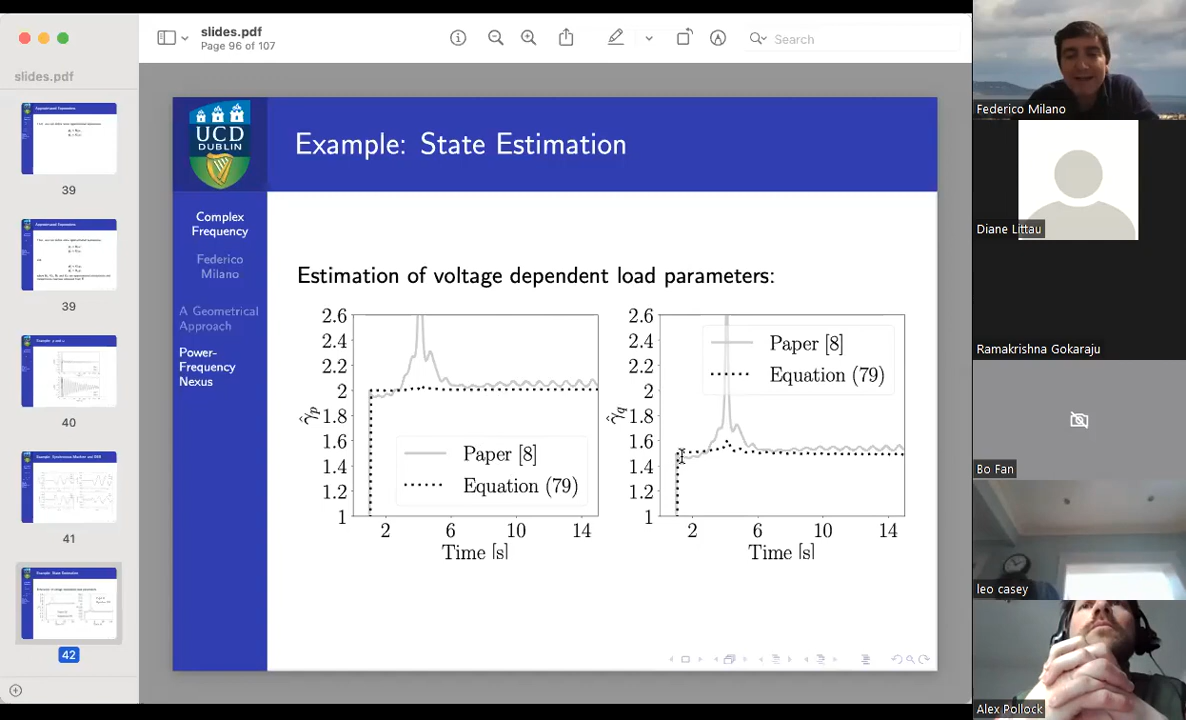 slides.pdf
Page 96 of 107
Search
slides.pdf
39
39
40
41
42
UCD
DUBLIN
Example: State Estimation
Complex
Frequency
Federico
Milano
A Geometrical
Approach
Power-
Frequency
Nexus
Estimation of voltage dependent load parameters:
2.6
2.4
2.2
2
1.8
1.6
1.4
1.2
1
γ̂p
Paper [8]
Equation (79)
2 6 10 14
Time [s]
2.6
2.4
2.2
2
1.8
1.6
1.4
1.2
1
γ̂q
Paper [8]
Equation (79)
2 6 10 14
Time [s]
Federico Milano
Diane Littau
Ramakrishna Gokaraju
Bo Fan
leo casey
Alex Pollock